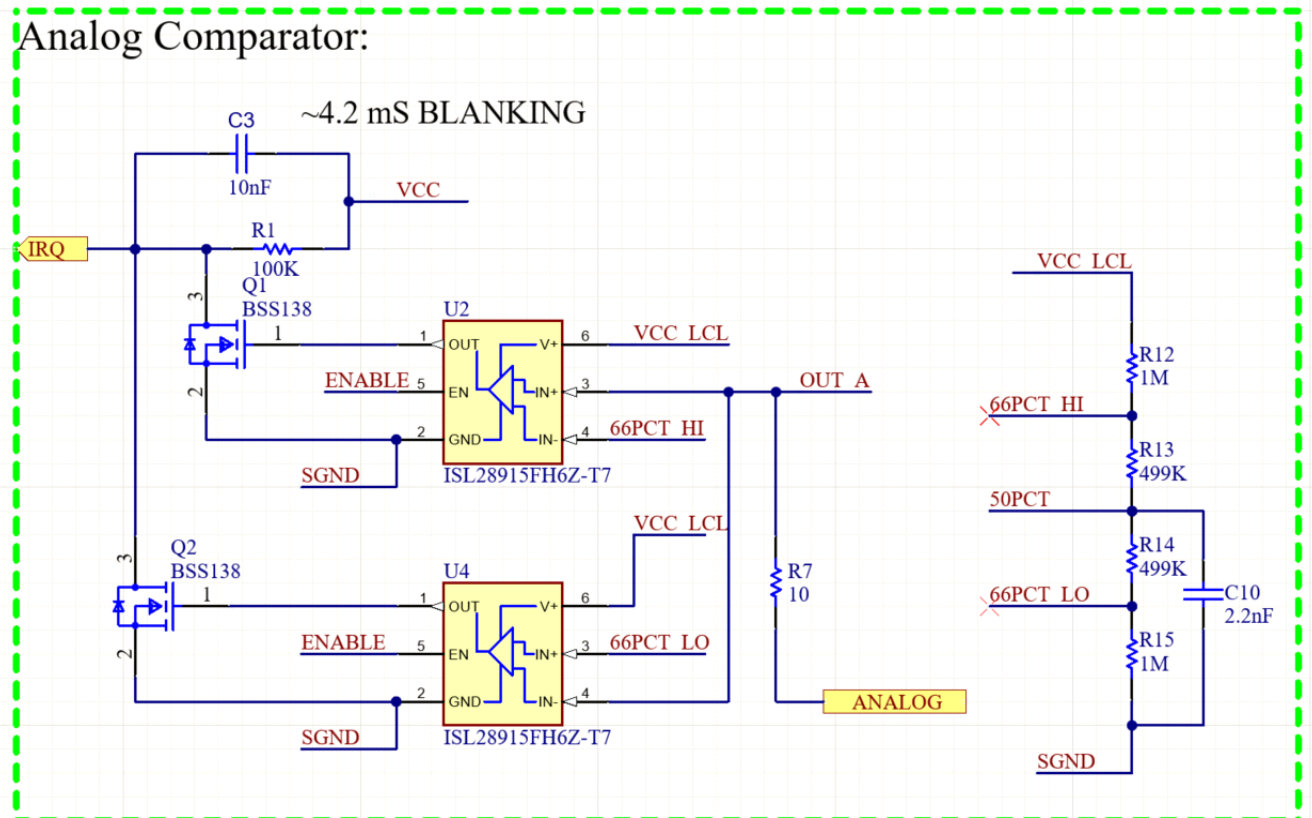 Analog Comparator:
~4.2 mS BLANKING
C3
10nF
VCC
R1
100K
IRQ
3
Q1
BSS138
1
2
U2
1
OUT
V+
6
VCC_LCL
ENABLE
5
EN
IN+
3
OUT_A
2
GND
IN-
4
66PCT_HI
SGND
ISL28915FH6Z-T7
VCC_LCL
3
Q2
BSS138
1
2
U4
1
OUT
V+
6
ENABLE
5
EN
IN+
3
66PCT_LO
2
GND
IN-
4
SGND
ISL28915FH6Z-T7
R7
10
ANALOG
VCC_LCL
R12
1M
66PCT_HI
R13
499K
50PCT
R14
499K
66PCT_LO
C10
2.2nF
R15
1M
SGND